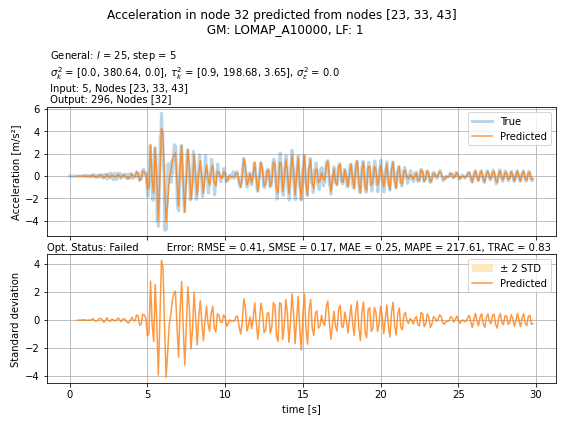 Acceleration in node 32 predicted from nodes [23, 33, 43]
GM: LOMAP_A10000, LF: 1
General: l = 25, step = 5
σ_k² = [0.0, 380.64, 0.0], τ_k² = [0.9, 198.68, 3.65], σ_ε² = 0.0
Input: 5, Nodes [23, 33, 43]
Output: 296, Nodes [32]
Acceleration [m/s²]
6
4
2
0
−2
−4
True
Predicted
Opt. Status: Failed
Error: RMSE = 0.41, SMSE = 0.17, MAE = 0.25, MAPE = 217.61, TRAC = 0.83
Standard deviation
4
2
0
−2
−4
± 2 STD
Predicted
0 5 10 15 20 25 30
time [s]